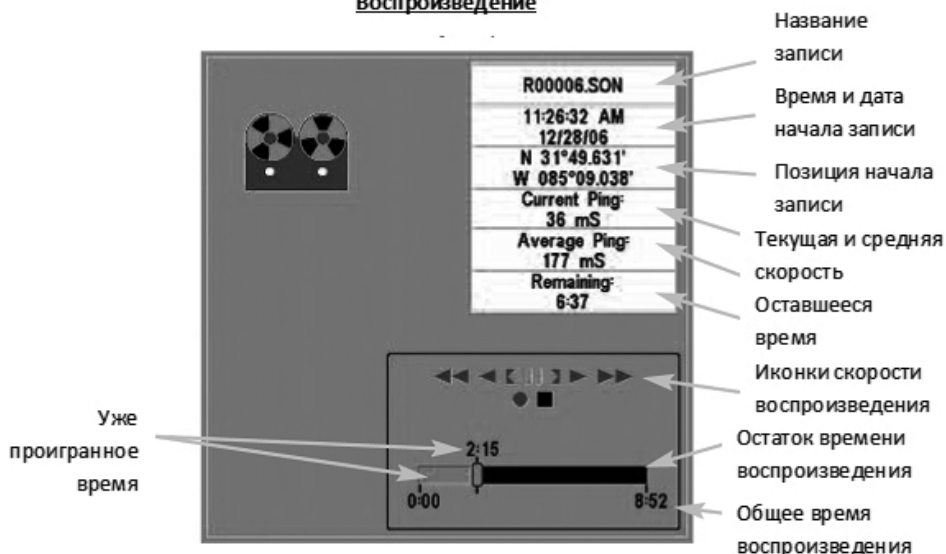 Воспроизведение
Название
записи
Время и дата
начала записи
Позиция начала
записи
Текущая и средняя
скорость
Оставшееся
время
Иконки скорости
воспроизведения
Остаток времени
воспроизведения
Общее время
воспроизведения
R00006.SON
11:26:32 AM
12/28/06
N 31°49.631'
W 085°09.038'
Current Ping:
36 mS
Average Ping:
177 mS
Remaining:
6:37
Уже
проигранное
время
2:15
0:00
8:52